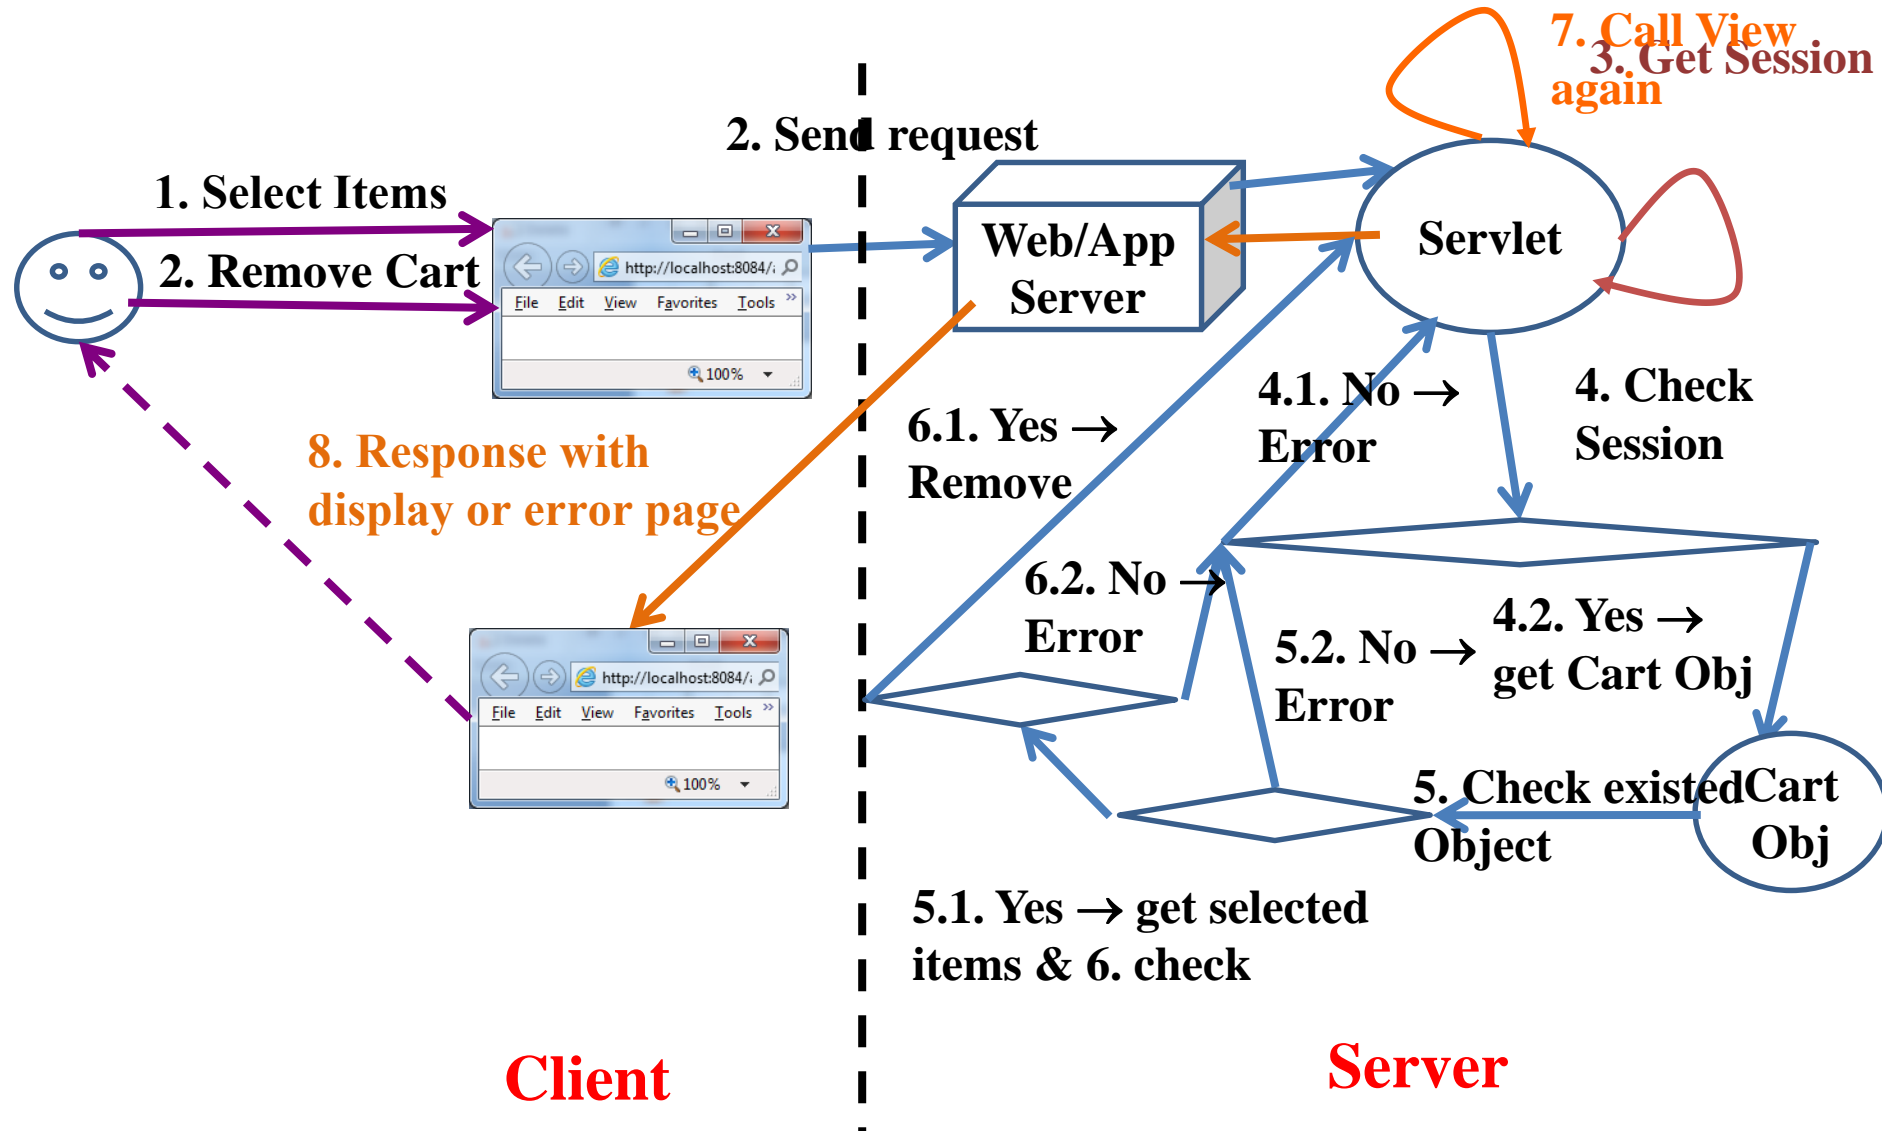 7. Call View
again
3. Get Session
2. Send request
1. Select Items
2. Remove Cart
http://localhost:8084/
File Edit View Favorites Tools »
100%
Web/App
Server
Servlet
4.1. No →
Error
4. Check
Session
6.1. Yes →
Remove
8. Response with
display or error page
6.2. No →
Error
5.2. No →
Error
4.2. Yes →
get Cart Obj
http://localhost:8084/
File Edit View Favorites Tools »
100%
5. Check existed
Object
Cart
Obj
5.1. Yes → get selected
items & 6. check
Client
Server